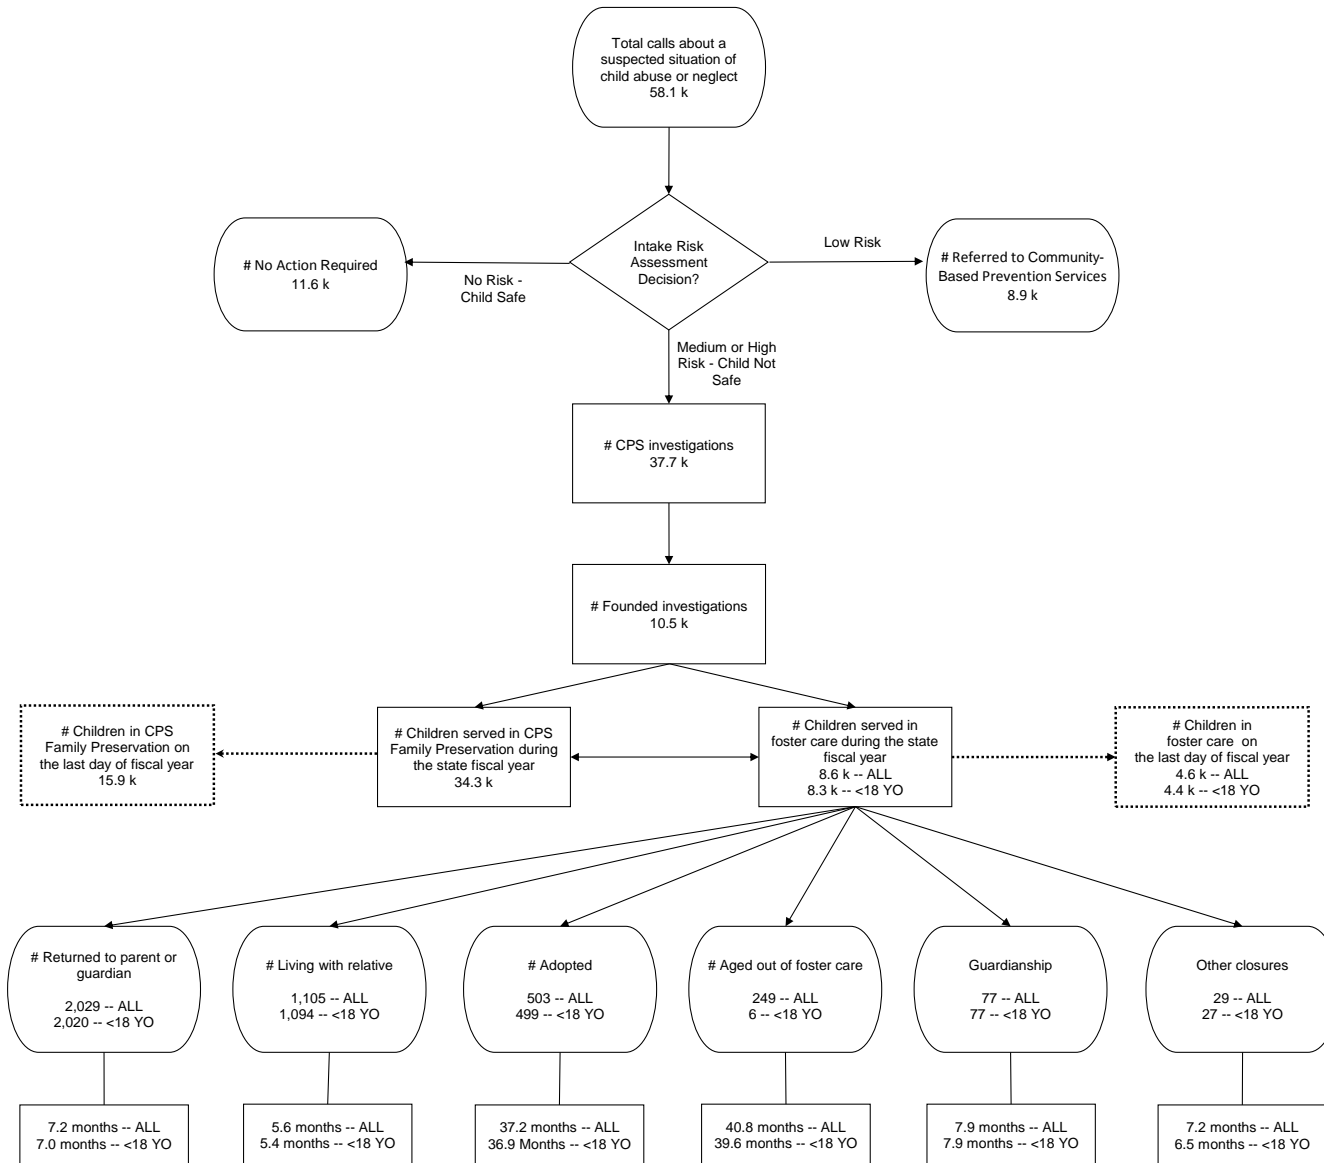 Total calls about a
suspected situation of
child abuse or neglect
58.1 k
Intake Risk
Assessment
Decision?
Low Risk
No Risk -
Child Safe
# No Action Required
11.6 k
# Referred to Community-
Based Prevention Services
8.9 k
Medium or High
Risk - Child Not
Safe
# CPS investigations
37.7 k
# Founded investigations
10.5 k
# Children in CPS
Family Preservation on
the last day of fiscal year
15.9 k
# Children served in CPS
Family Preservation during
the state fiscal year
34.3 k
# Children served in
foster care during the state
fiscal year
8.6 k -- ALL
8.3 k -- <18 YO
# Children in
foster care  on
the last day of fiscal year
4.6 k -- ALL
4.4 k -- <18 YO
# Returned to parent or
guardian
2,029 -- ALL
2,020 -- <18 YO
# Living with relative
1,105 -- ALL
1,094 -- <18 YO
# Adopted
503 -- ALL
499 -- <18 YO
# Aged out of foster care
249 -- ALL
6 -- <18 YO
Guardianship
77 -- ALL
77 -- <18 YO
Other closures
29 -- ALL
27 -- <18 YO
7.2 months -- ALL
7.0 months -- <18 YO
5.6 months -- ALL
5.4 months -- <18 YO
37.2 months -- ALL
36.9 Months -- <18 YO
40.8 months -- ALL
39.6 months -- <18 YO
7.9 months -- ALL
7.9 months -- <18 YO
7.2 months -- ALL
6.5 months -- <18 YO